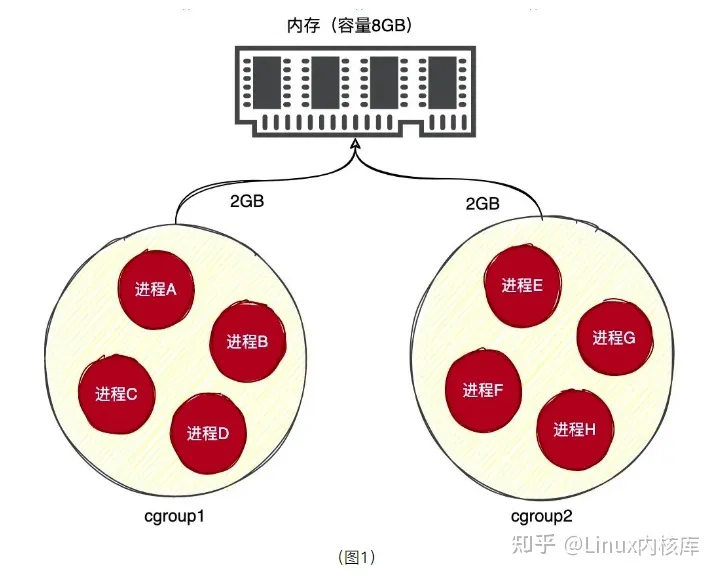 内存（容量8GB）
2GB
2GB
进程A
进程B
进程C
进程D
cgroup1
进程E
进程G
进程F
进程H
cgroup2
（图1）
知乎 @Linux内核库